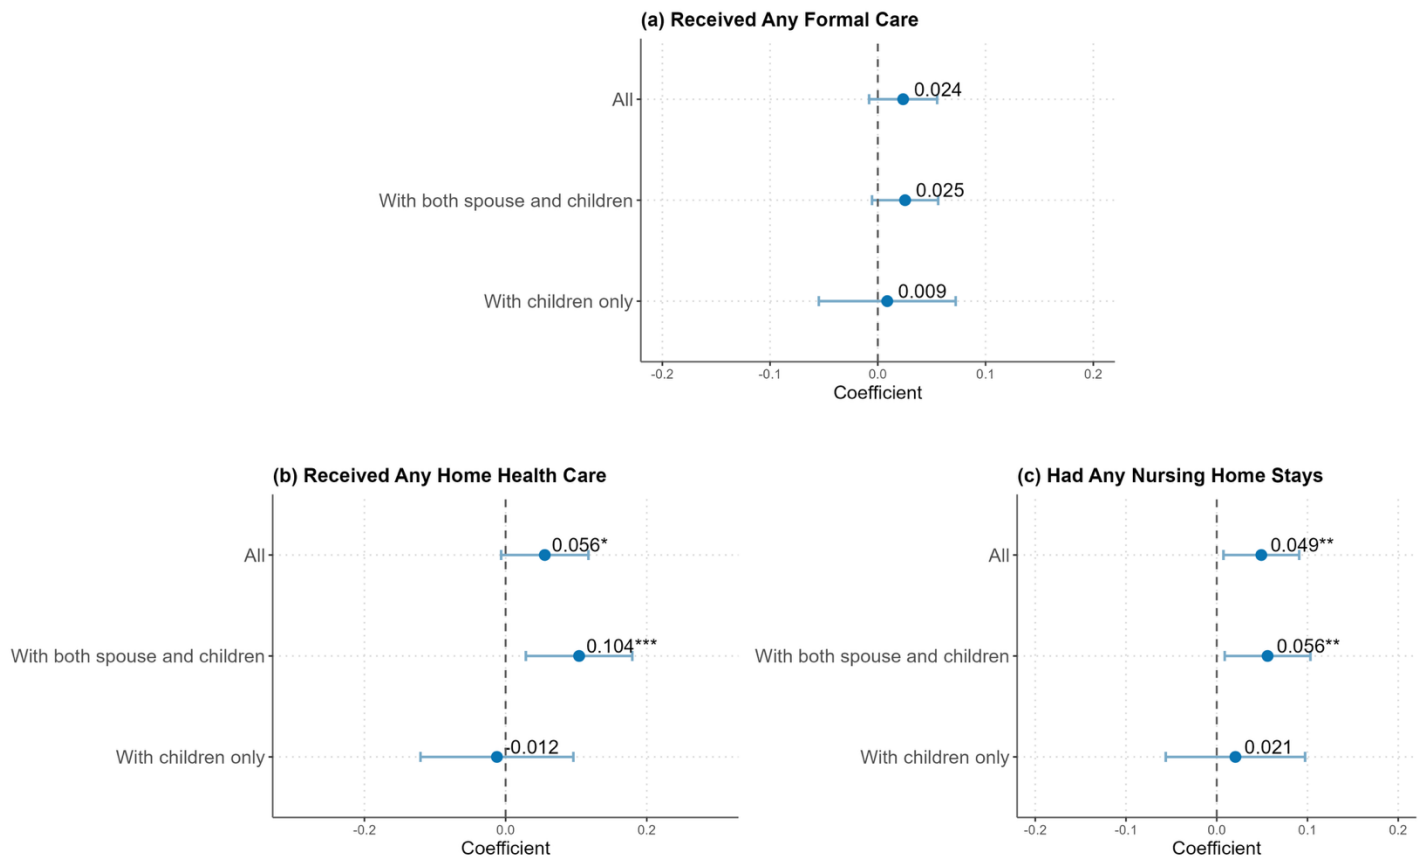 (a) Received Any Formal Care
All
0.024
With both spouse and children
0.025
With children only
0.009
-0.2 -0.1 0.0 0.1 0.2
Coefficient
(b) Received Any Home Health Care
All
0.056*
With both spouse and children
0.104***
With children only
-0.012
-0.2 0.0 0.2
Coefficient
(c) Had Any Nursing Home Stays
All
0.049**
With both spouse and children
0.056**
With children only
0.021
-0.2 -0.1 0.0 0.1 0.2
Coefficient